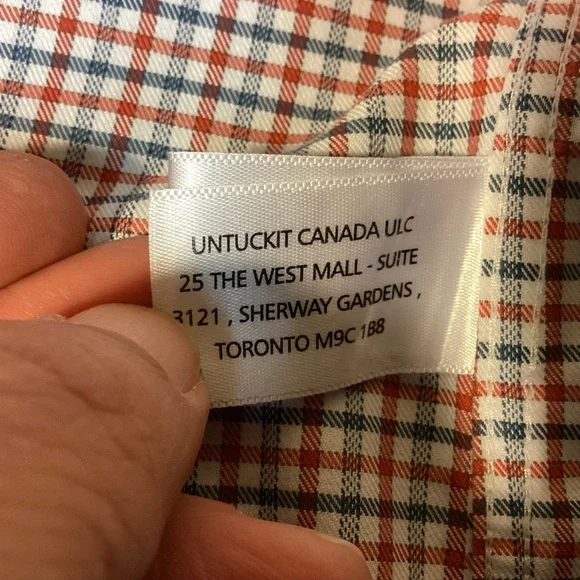 UNTUCKIT CANADA ULC
25 THE WEST MALL - SUITE
3121 , SHERWAY GARDENS ,
TORONTO M9C 1B8